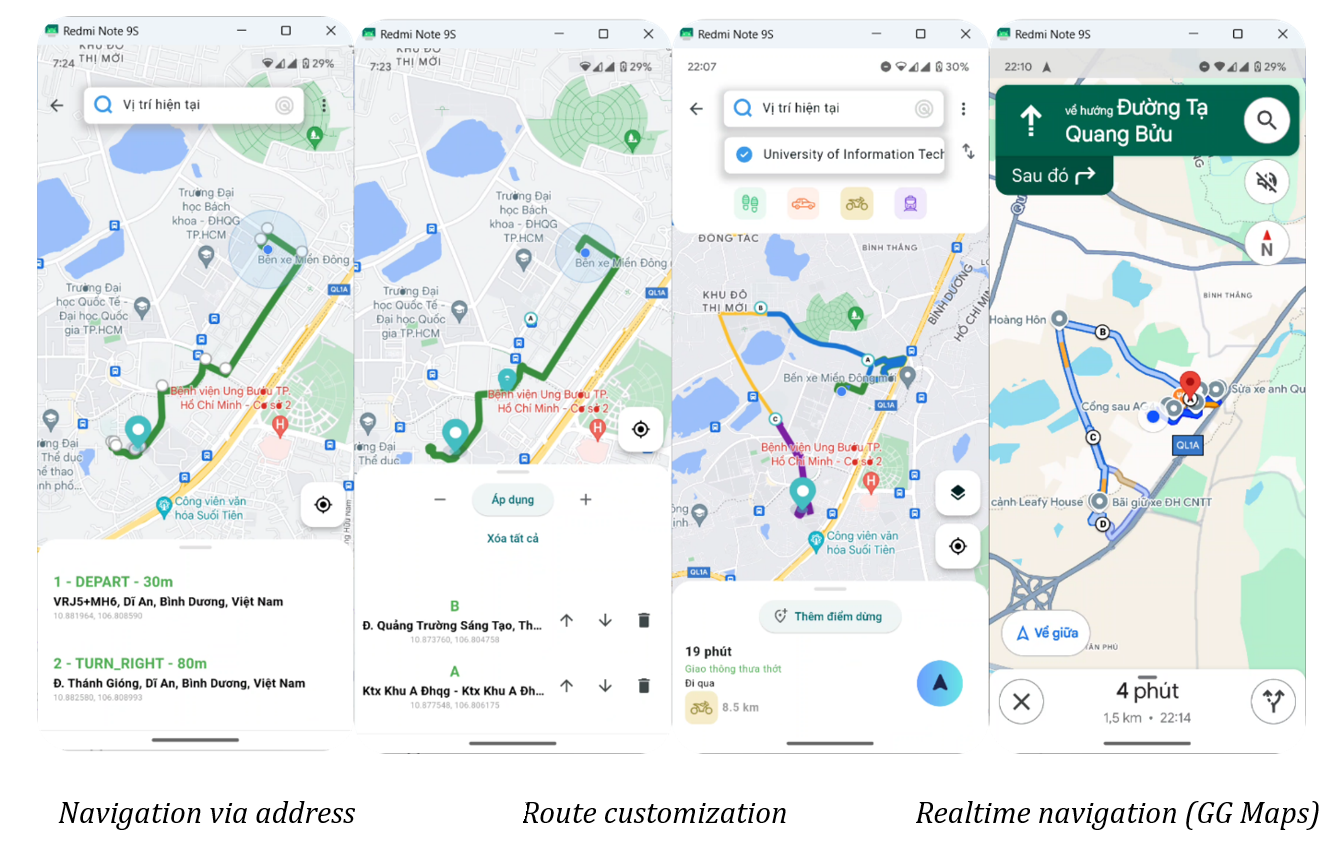 Redmi Note 9S
KHU ĐÔ
THỊ MỚI
7:24
29%
Vị trí hiện tại
Trường Đại
học Bách
khoa - ĐHQG
TP.HCM
Bến xe Miền Đông
QL1A
Trường Đại
học Quốc Tế -
Đại học Quốc
gia TP.HCM
Bệnh viện Ung Bướu TP.
Hồ Chí Minh - Cơ sở 2
H
Công viên văn
hóa Suối Tiên
1 - DEPART - 30m
VRJ5+MH6, Dĩ An, Bình Dương, Việt Nam
10.881964, 106.808590
2 - TURN_RIGHT - 80m
Đ. Thánh Gióng, Dĩ An, Bình Dương, Việt Nam
10.882580, 106.808993
Redmi Note 9S
KHU ĐÔ
THỊ MỚI
7:23
29%
Vị trí hiện tại
Trường Đại
học Bách
khoa - ĐHQG
TP.HCM
Bến xe Miền Đông
QL1A
Trường Đại
học Quốc Tế -
Đại học Quốc
gia TP.HCM
A
Bệnh viện Ung Bướu TP.
Hồ Chí Minh - Cơ sở 2
H
− Áp dụng +
Xóa tất cả
B
Đ. Quảng Trường Sáng Tạo, Th...
10.873760, 106.804758
A
Ktx Khu A Đhqg - Ktx Khu A Đh...
10.877548, 106.806175
Redmi Note 9S
22:07
30%
Vị trí hiện tại
University of Information Tech
ĐÔNG TÁC
BÌNH THẮNG
BÌNH DƯƠNG
HỒ CHÍ MINH
KHU ĐÔ
THỊ MỚI
B
A
Bến xe Miền Đông mới
QL1A
C
Bệnh viện Ung Bướu TP.
Hồ Chí Minh - Cơ sở 2
H
Công viên văn
hóa Suối Tiên
QL1A
Thêm điểm dừng
19 phút
Giao thông thưa thớt
Đi qua
8.5 km
Redmi Note 9S
22:10
29%
về hướng Đường Tạ
Quang Bửu
Sau đó
N
BÌNH THẮNG
Hoàng Hôn
B
Sửa xe anh Qu
Cổng sau
A
C
QL1A
cảnh Leafy House
Bãi giữ xe ĐH CNTT
D
Về giữa
TÂN PHÚ
4 phút
1,5 km • 22:14
Navigation via address
Route customization
Realtime navigation (GG Maps)